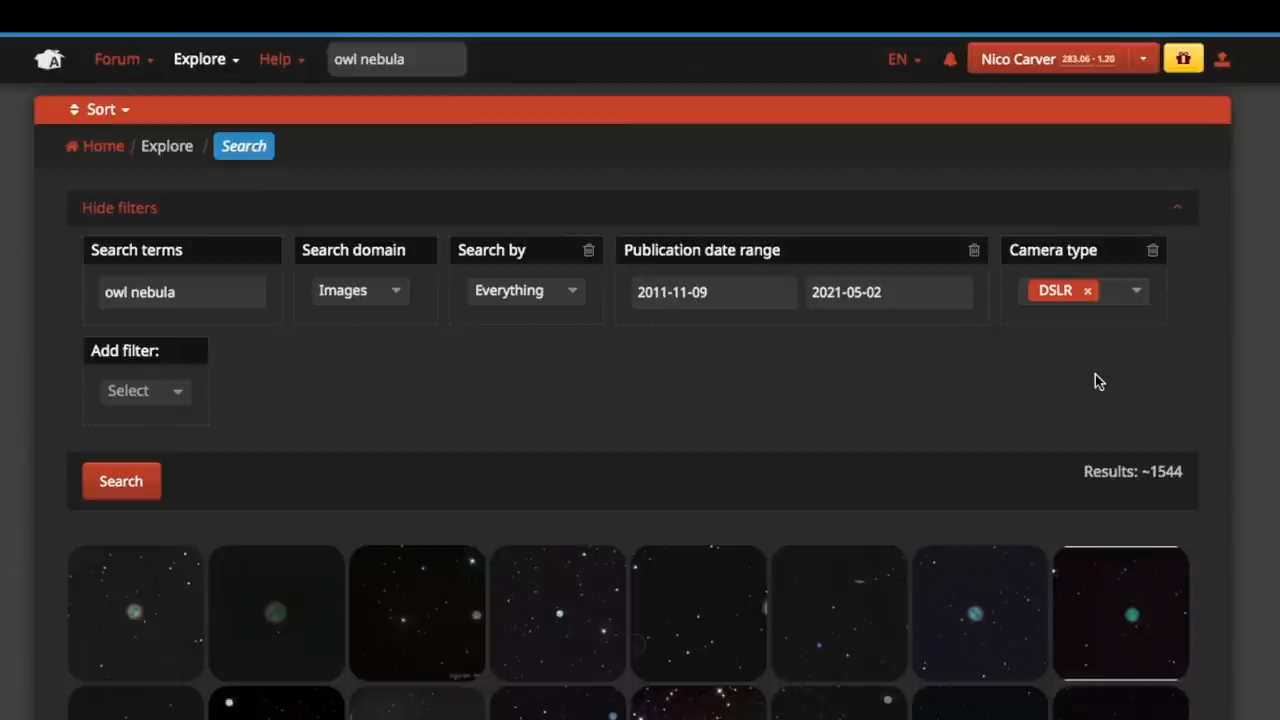 Forum Explore Help owl nebula EN Nico Carver 283.06 - 1.20
Sort
Home / Explore / Search
Hide filters
Search terms Search domain Search by Publication date range Camera type
owl nebula Images Everything 2011-11-09 2021-05-02 DSLR ×
Add filter:
Select
Search
Results: ~1544